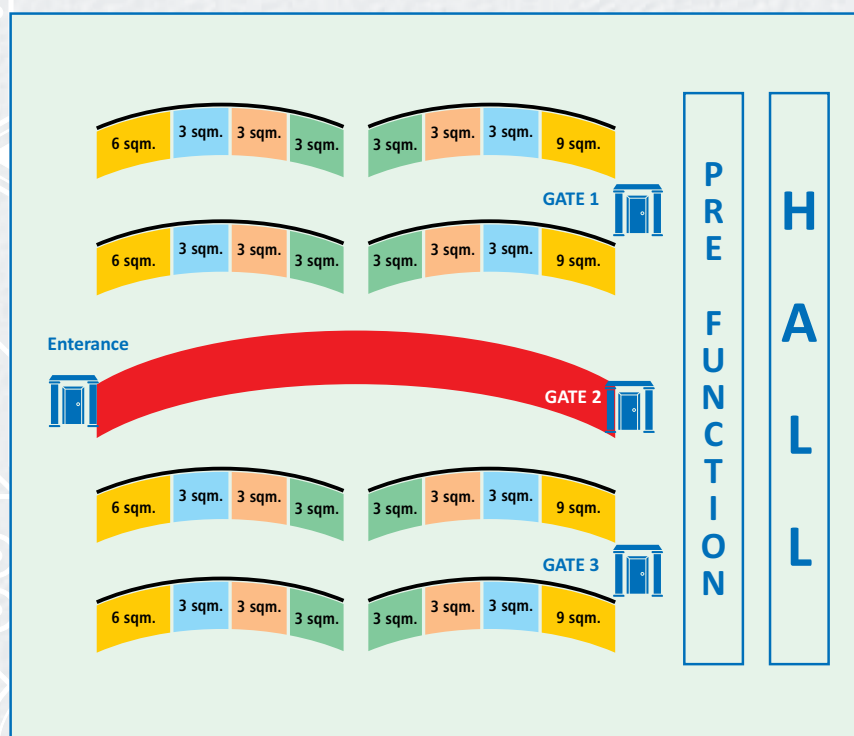 6 sqm. 3 sqm. 3 sqm. 3 sqm. 3 sqm. 3 sqm. 3 sqm. 9 sqm.
GATE 1
6 sqm. 3 sqm. 3 sqm. 3 sqm. 3 sqm. 3 sqm. 3 sqm. 9 sqm.
Enterance
GATE 2
6 sqm. 3 sqm. 3 sqm. 3 sqm. 3 sqm. 3 sqm. 3 sqm. 9 sqm.
GATE 3
6 sqm. 3 sqm. 3 sqm. 3 sqm. 3 sqm. 3 sqm. 3 sqm. 9 sqm.
PRE FUNCTION
HALL